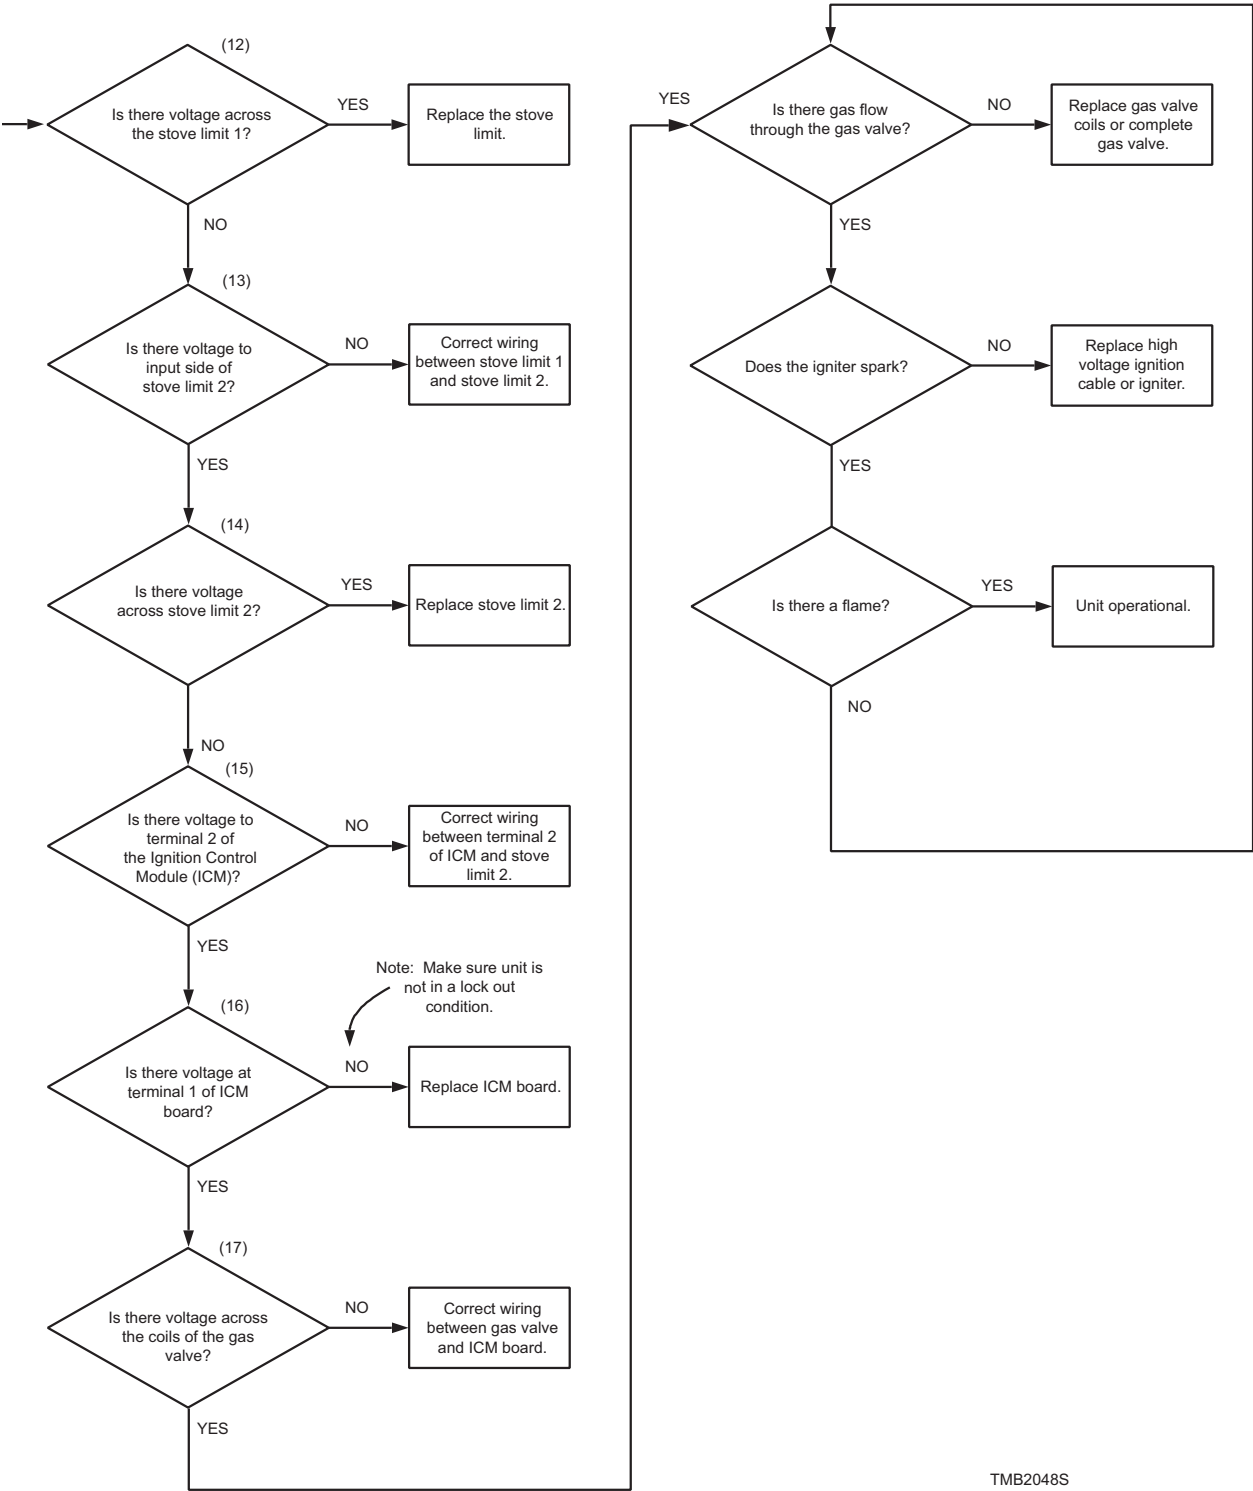 (12)
Is there voltage across
the stove limit 1?
YES
Replace the stove
limit.
NO
(13)
Is there voltage to
input side of
stove limit 2?
NO
Correct wiring
between stove limit 1
and stove limit 2.
YES
(14)
Is there voltage
across stove limit 2?
YES
Replace stove limit 2.
NO
(15)
Is there voltage to
terminal 2 of
the Ignition Control
Module (ICM)?
NO
Correct wiring
between terminal 2
of ICM and stove
limit 2.
YES
Note: Make sure unit is
not in a lock out
condition.
(16)
Is there voltage at
terminal 1 of ICM
board?
NO
Replace ICM board.
YES
(17)
Is there voltage across
the coils of the gas
valve?
NO
Correct wiring
between gas valve
and ICM board.
YES
YES
Is there gas flow
through the gas valve?
NO
Replace gas valve
coils or complete
gas valve.
YES
Does the igniter spark?
NO
Replace high
voltage ignition
cable or igniter.
YES
Is there a flame?
YES
Unit operational.
NO
TMB2048S